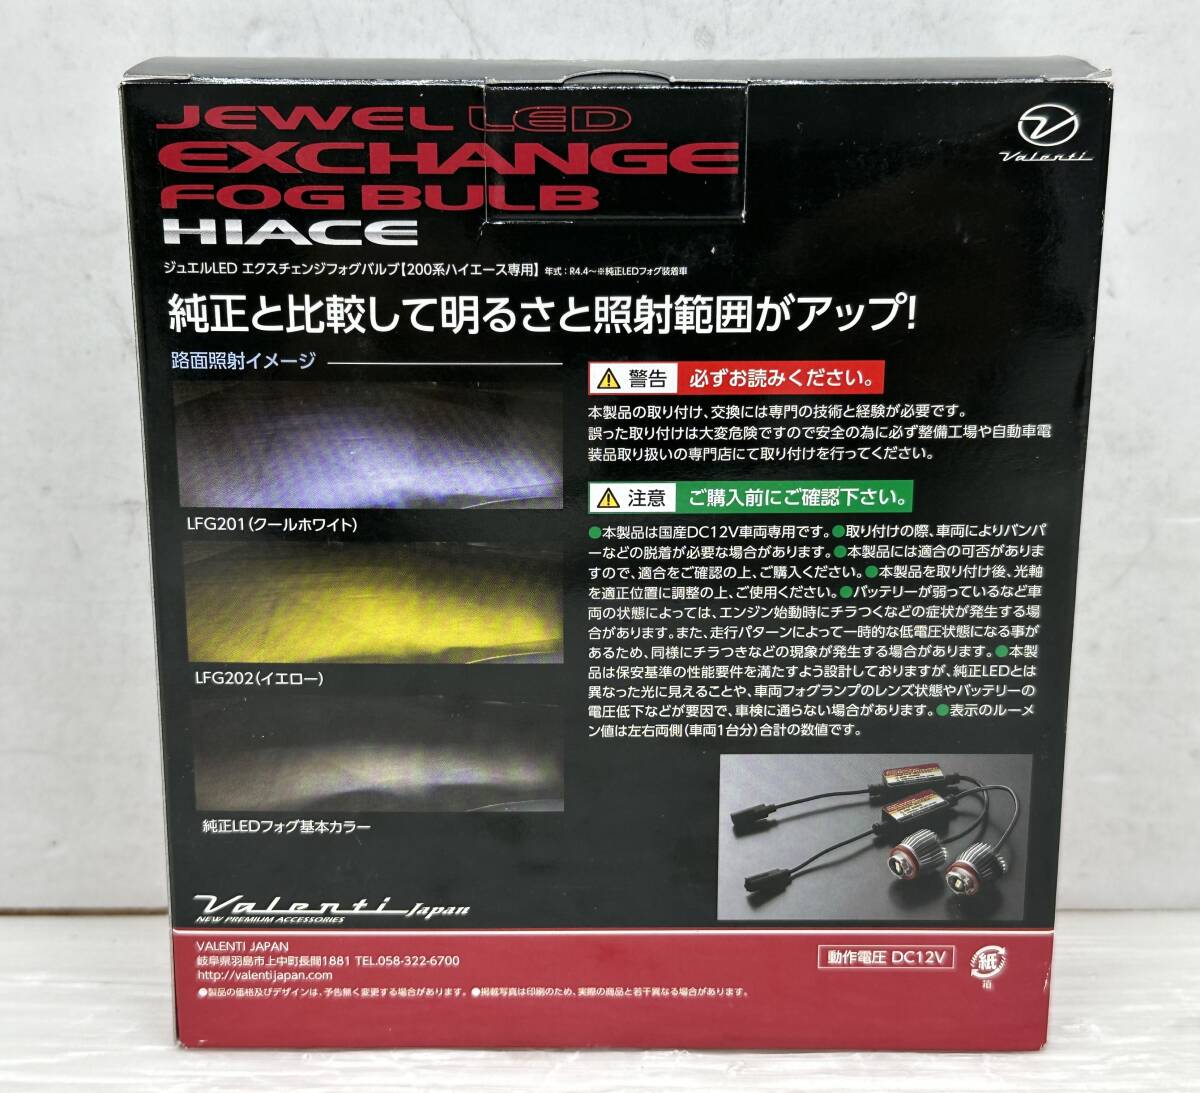 JEWEL LED
EXCHANGE
FOG BULB
HIACE
Valenti
ジュエルLED エクスチェンジフォグバルブ【200系ハイエース専用】 年式：R4.4～※純正LEDフォグ装着車
純正と比較して明るさと照射範囲がアップ!
路面照射イメージ
LFG201(クールホワイト)
LFG202(イエロー)
純正LEDフォグ基本カラー
警告 必ずお読みください。
本製品の取り付け、交換には専門の技術と経験が必要です。
誤った取り付けは大変危険ですので安全の為に必ず整備工場や自動車電
装品取り扱いの専門店にて取り付けを行ってください。
注意 ご購入前にご確認下さい。
●本製品は国産DC12V車両専用です。●取り付けの際、車両によりバンパ
ーなどの脱着が必要な場合があります。●本製品には適合の可否がありま
すので、適合をご確認の上、ご購入ください。●本製品を取り付け後、光軸
を適正位置に調整の上、ご使用ください。●バッテリーが弱っているなど車
両の状態によっては、エンジン始動時にチラつくなどの症状が発生する場
合があります。また、走行パターンによって一時的な低電圧状態になる事が
あるため、同様にチラつきなどの現象が発生する場合があります。●本製
品は保安基準の性能要件を満たすよう設計しておりますが、純正LEDとは
異なった光に見えることや、車両フォグランプのレンズ状態やバッテリーの
電圧低下などが要因で、車検に通らない場合があります。●表示のルーメ
ン値は左右両側(車両1台分)合計の数値です。
Valenti Japan
NEW PREMIUM ACCESSORIES
VALENTI JAPAN
岐阜県羽島市上中町長間1881 TEL.058-322-6700
http://valentijapan.com
●製品の価格及びデザインは、予告無く変更する場合があります。 ●掲載写真は印刷のため、実際の商品と若干異なる場合があります。
動作電圧 DC12V
紙
箱